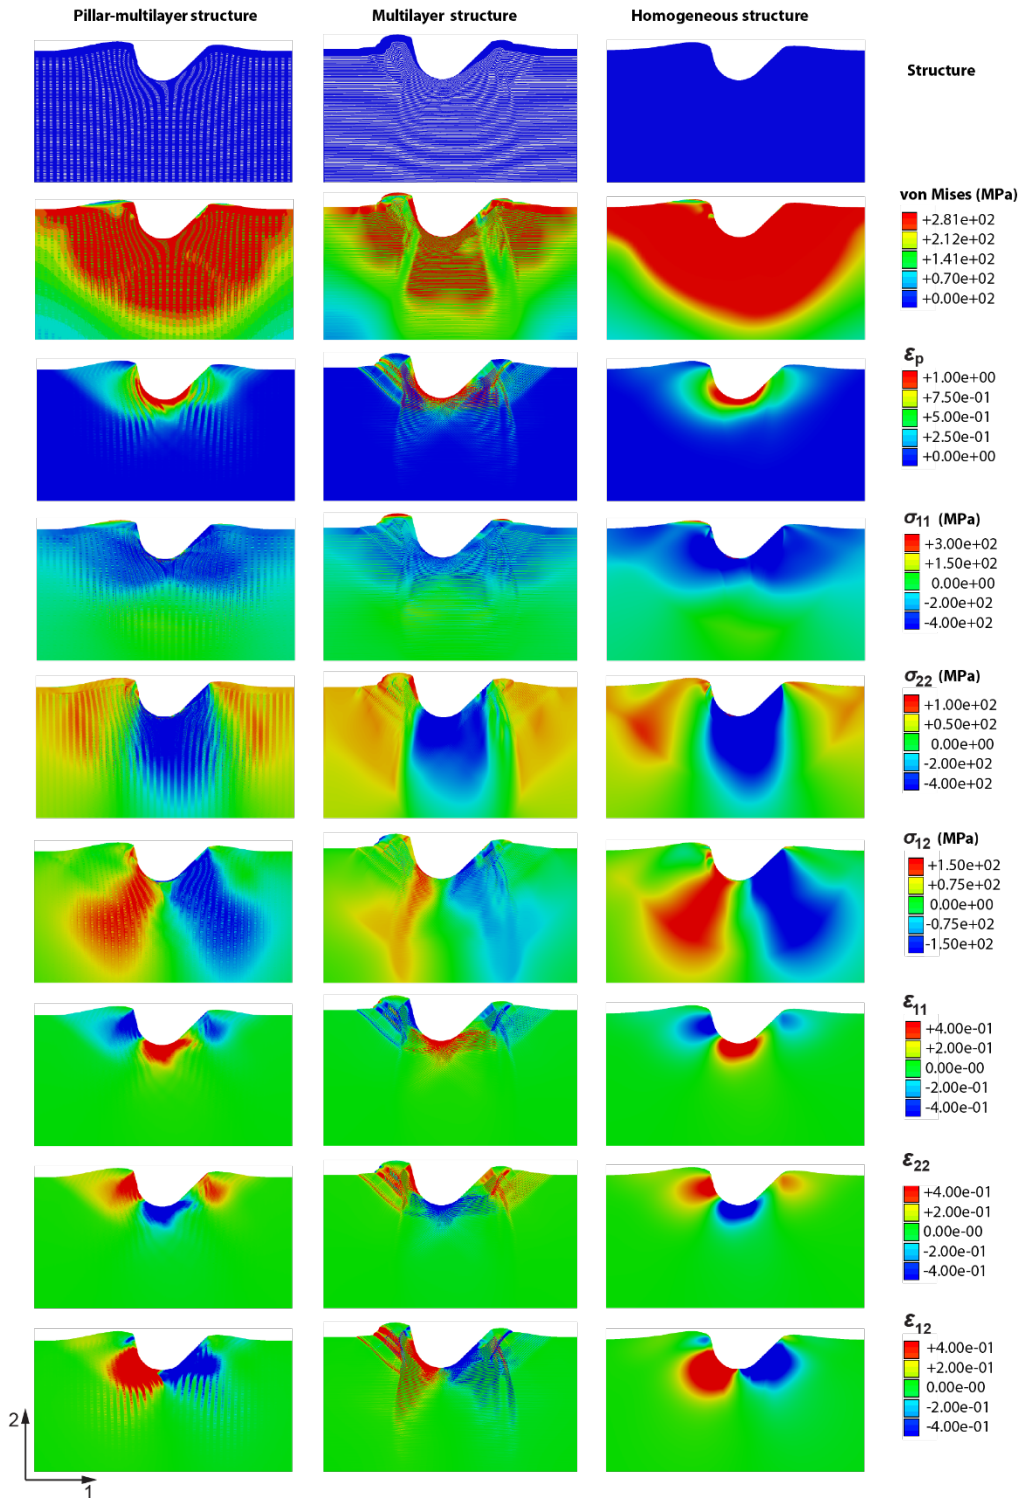 Pillar-multilayer structure
Multilayer structure
Homogeneous structure
Structure
von Mises (MPa)
+2.81e+02
+2.12e+02
+1.41e+02
+0.70e+02
+0.00e+02
εp
+1.00e+00
+7.50e-01
+5.00e-01
+2.50e-01
+0.00e+00
σ11 (MPa)
+3.00e+02
+1.50e+02
0.00e+00
-2.00e+02
-4.00e+02
σ22 (MPa)
+1.00e+02
+0.50e+02
0.00e+00
-2.00e+02
-4.00e+02
σ12 (MPa)
+1.50e+02
+0.75e+02
0.00e+00
-0.75e+02
-1.50e+02
ε11
+4.00e-01
+2.00e-01
0.00e-00
-2.00e-01
-4.00e-01
ε22
+4.00e-01
+2.00e-01
0.00e-00
-2.00e-01
-4.00e-01
ε12
+4.00e-01
+2.00e-01
0.00e-00
-2.00e-01
-4.00e-01
2
1